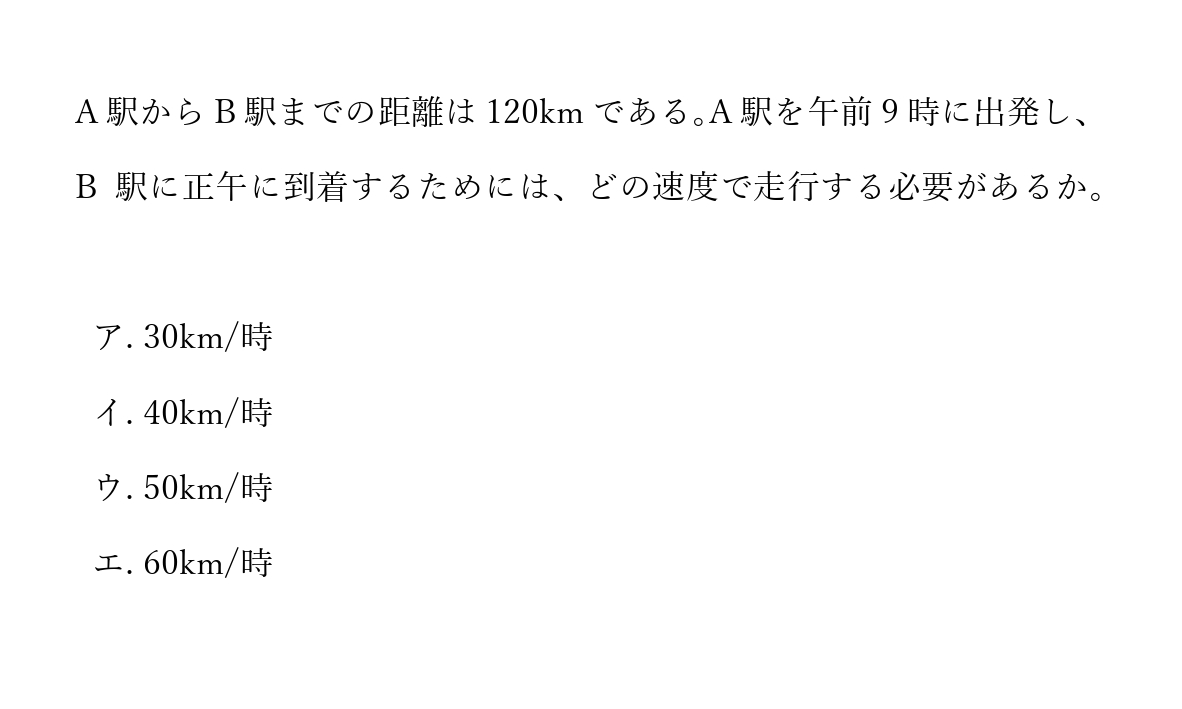 A 駅から B 駅までの距離は 120km である。A 駅を午前 9 時に出発し、
B 駅に正午に到着するためには、どの速度で走行する必要があるか。
ア. 30km/時
イ. 40km/時
ウ. 50km/時
エ. 60km/時